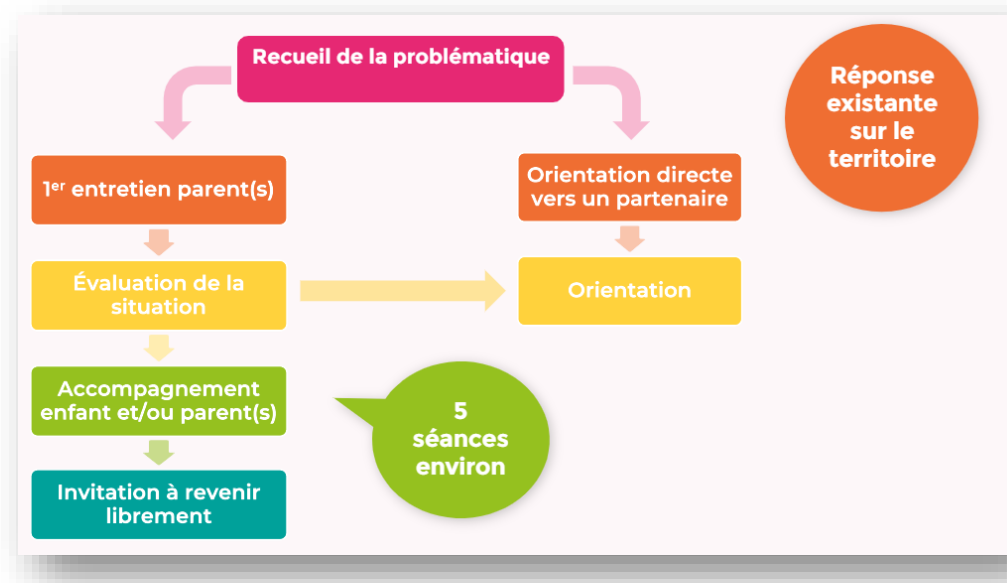 Recueil de la problématique
Réponse
existante
sur le
territoire
1er entretien parent(s)
Orientation directe
vers un partenaire
Évaluation de la
situation
Orientation
Accompagnement
enfant et/ou parent(s)
5
séances
environ
Invitation à revenir
librement